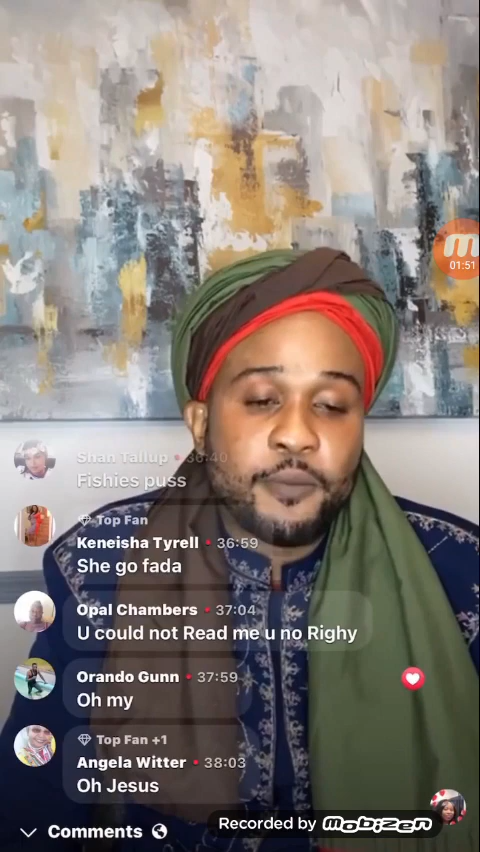 01:51
Shan Tallup • 36:40
Fishies puss
Top Fan
Keneisha Tyrell • 36:59
She go fada
Opal Chambers • 37:04
U could not Read me u no Righy
Orando Gunn • 37:59
Oh my
Top Fan +1
Angela Witter • 38:03
Oh Jesus
Recorded by mobizen
Comments